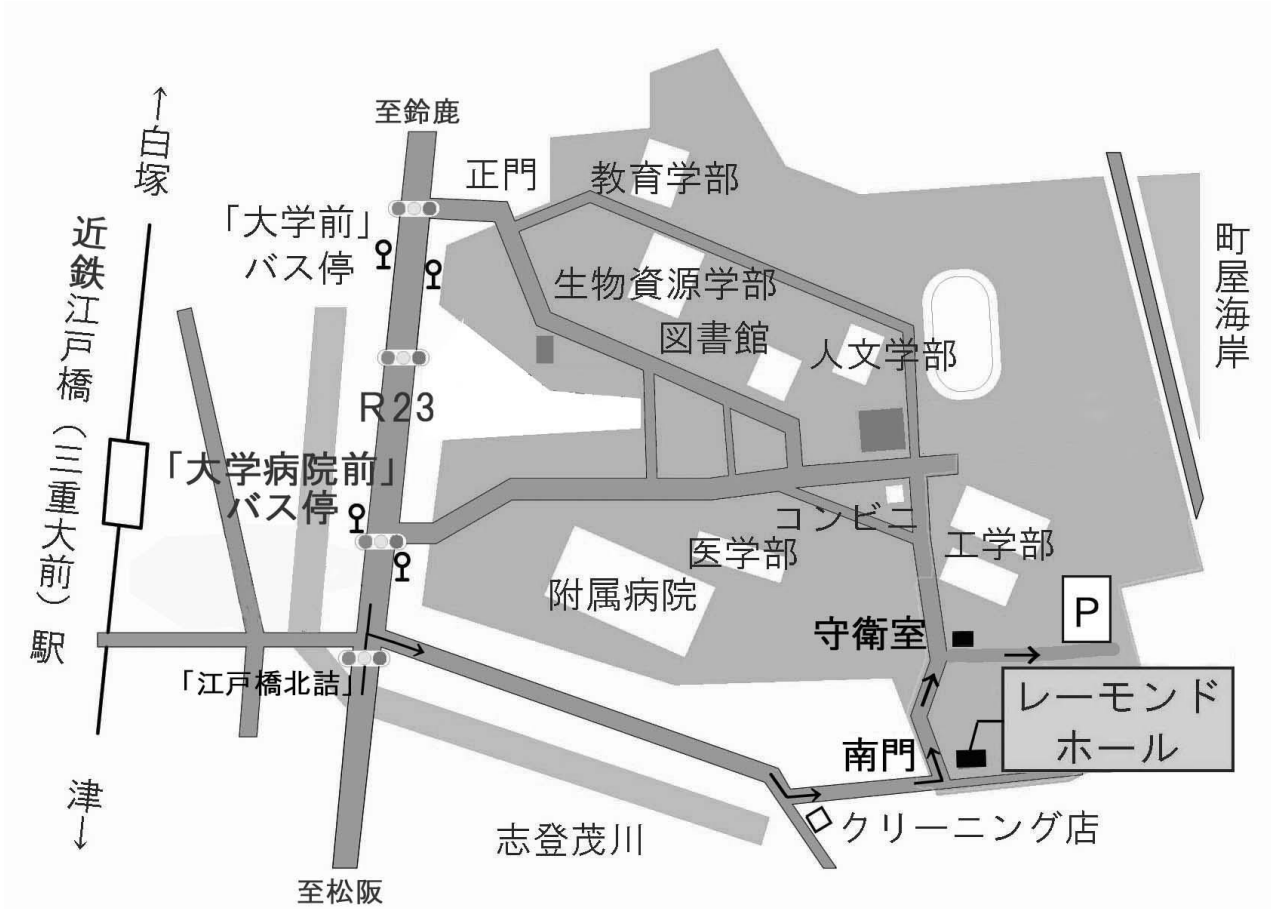 至鈴鹿
↑白塚
正門
教育学部
「大学前」
バス停
近鉄江戸橋(三重大前)駅
町屋海岸
生物資源学部
図書館
人文学部
R23
「大学病院前」
バス停
コンビニ
医学部
工学部
附属病院
P
守衛室
「江戸橋北詰」
レーモンド
ホール
南門
津↓
クリーニング店
志登茂川
至松阪